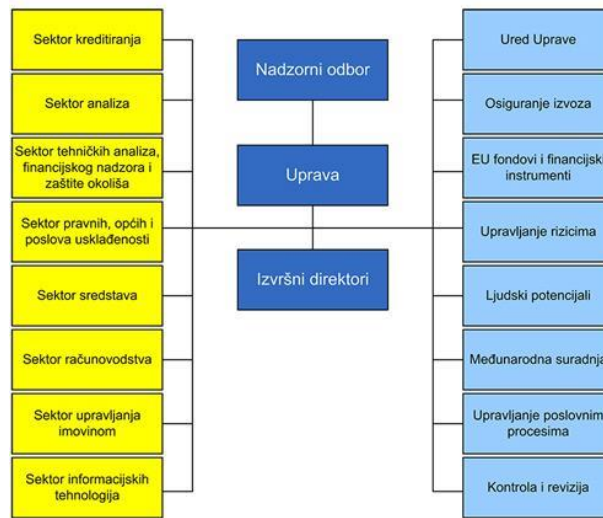 Sektor kreditiranja
Sektor analiza
Sektor tehničkih analiza,
financijskog nadzora i
zaštite okoliša
Sektor pravnih, općih i
poslova usklađenosti
Sektor sredstava
Sektor računovodstva
Sektor upravljanja
imovinom
Sektor informacijskih
tehnologija
Nadzorni odbor
Uprava
Izvršni direktori
Ured Uprave
Osiguranje izvoza
EU fondovi i financijski
instrumenti
Upravljanje rizicima
Ljudski potencijali
Međunarodna suradnja
Upravljanje poslovnim
procesima
Kontrola i revizija